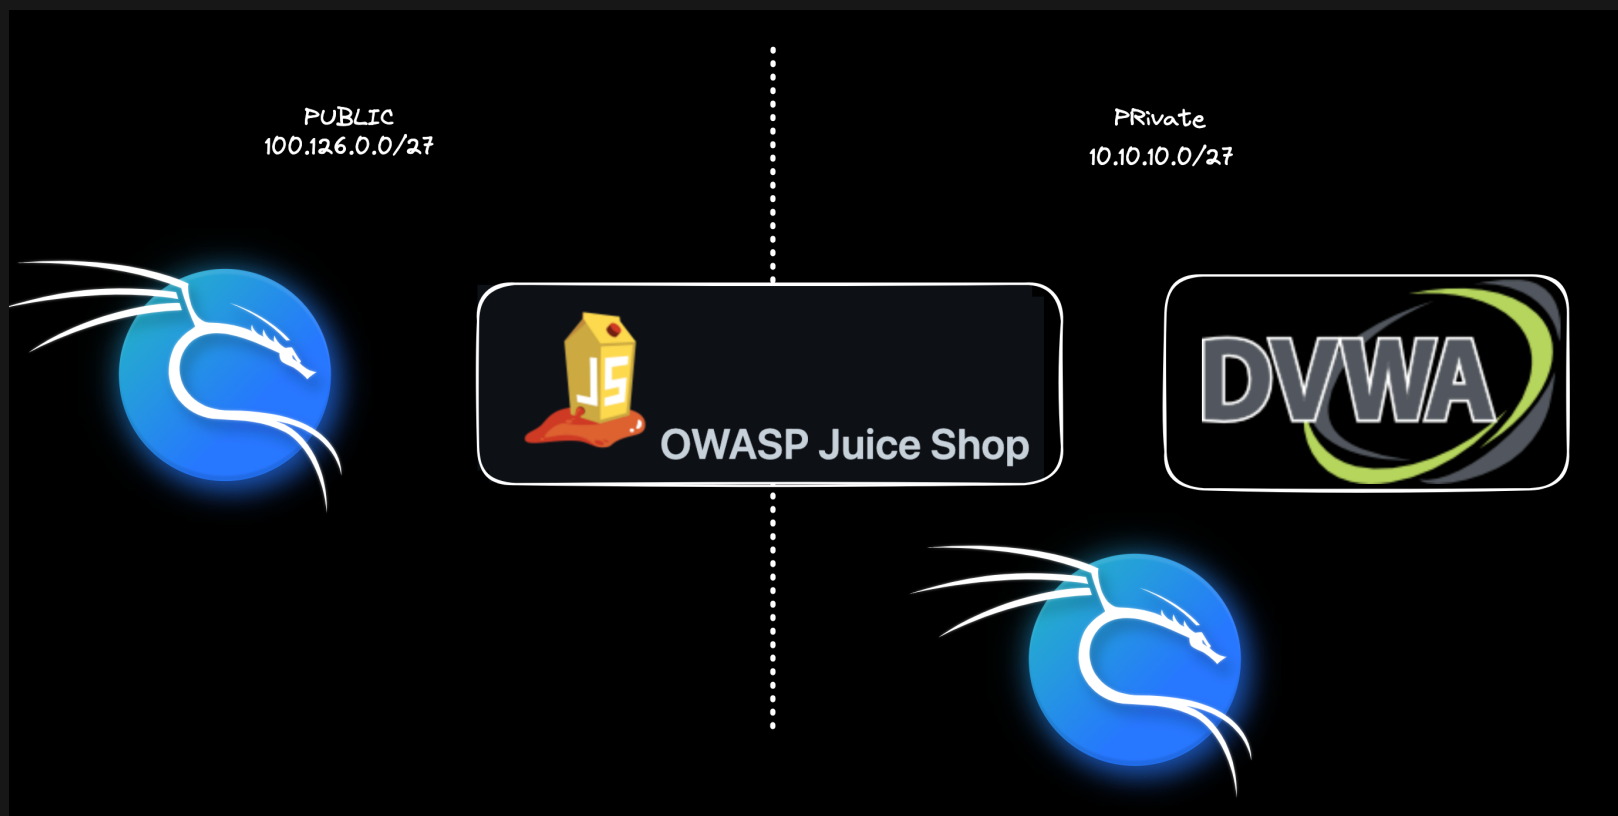 PUBLIC
100.126.0.0/27
PRivate
10.10.10.0/27
JS
OWASP Juice Shop
DVWA